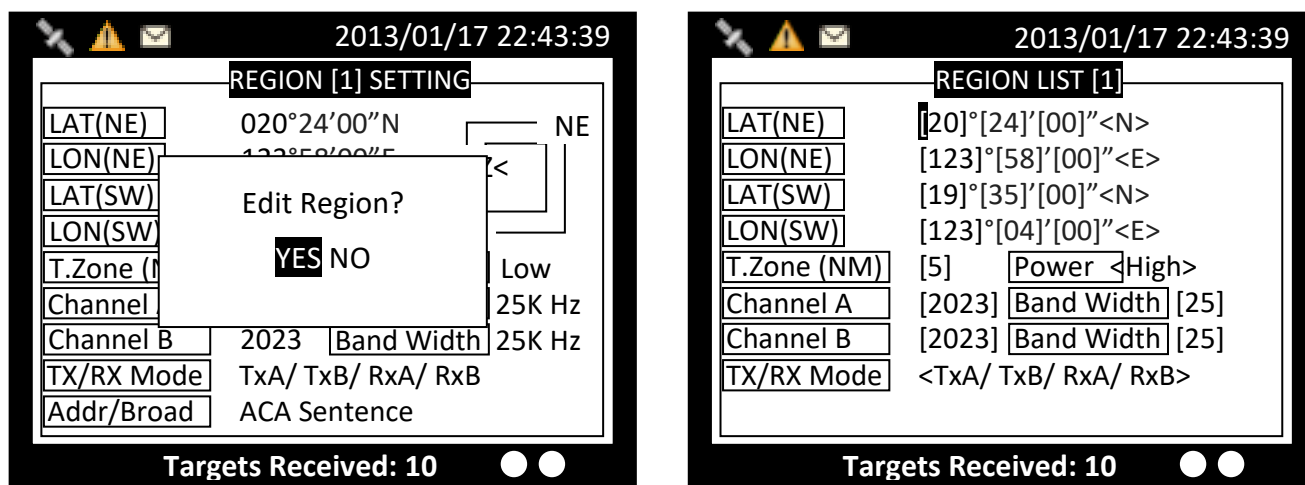 2013/01/17 22:43:39
REGION [1] SETTING
LAT(NE) 020°24’00”N NE
LON(NE)
LAT(SW)
LON(SW)
Edit Region?
YES NO
T.Zone Low
Channel 25K Hz
Channel B 2023 Band Width 25K Hz
TX/RX Mode TxA/ TxB/ RxA/ RxB
Addr/Broad ACA Sentence
Targets Received: 10
2013/01/17 22:43:39
REGION LIST [1]
LAT(NE) [20]°[24]’[00]”<N>
LON(NE) [123]°[58]’[00]”<E>
LAT(SW) [19]°[35]’[00]”<N>
LON(SW) [123]°[04]’[00]”<E>
T.Zone (NM) [5] Power <High>
Channel A [2023] Band Width [25]
Channel B [2023] Band Width [25]
TX/RX Mode <TxA/ TxB/ RxA/ RxB>
Targets Received: 10